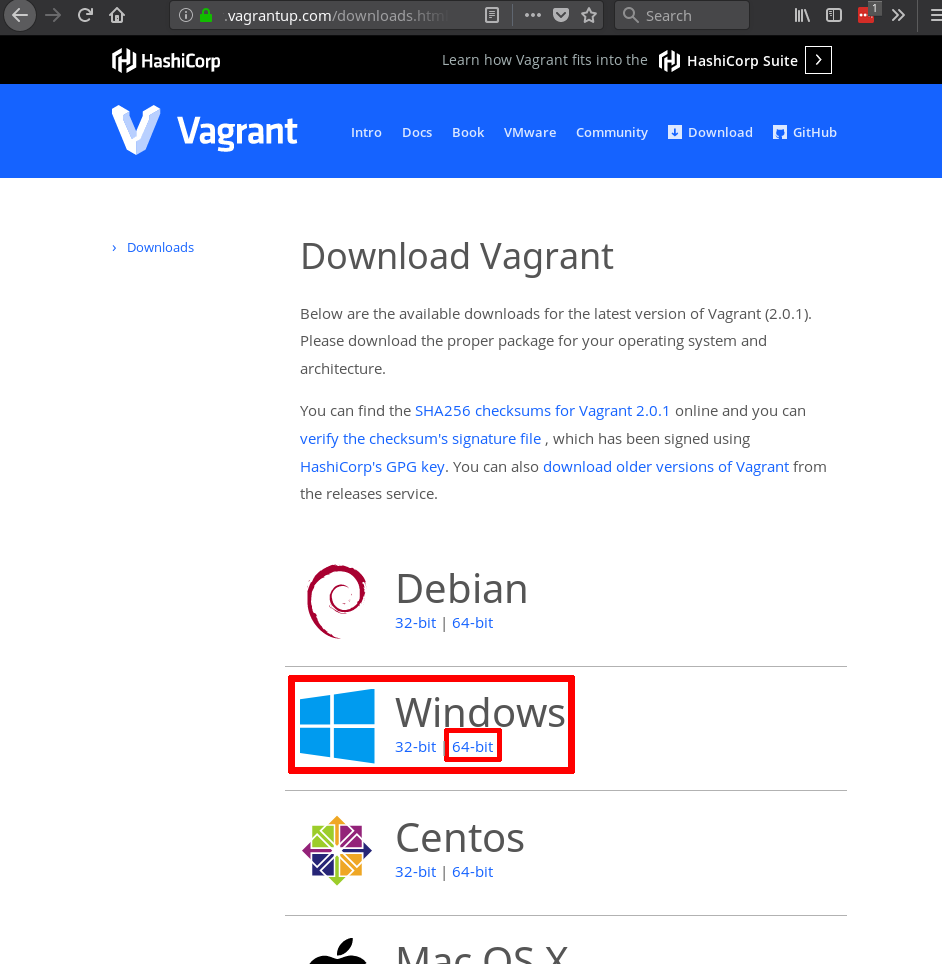 .vagrantup.com/downloads.htm
Search
1
HashiCorp
Learn how Vagrant fits into the HashiCorp Suite
Vagrant
Intro Docs Book VMware Community Download GitHub
› Downloads
Download Vagrant
Below are the available downloads for the latest version of Vagrant (2.0.1).
Please download the proper package for your operating system and
architecture.
You can find the SHA256 checksums for Vagrant 2.0.1 online and you can
verify the checksum's signature file , which has been signed using
HashiCorp's GPG key. You can also download older versions of Vagrant from
the releases service.
Debian
32-bit | 64-bit
Windows
32-bit | 64-bit
Centos
32-bit | 64-bit
Mac OS X